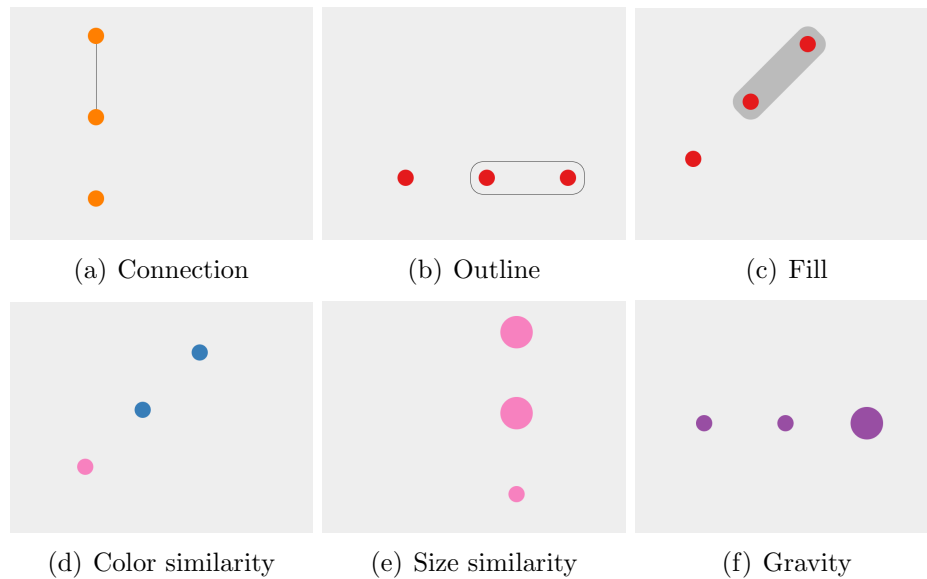 (a) Connection
(b) Outline
(c) Fill
(d) Color similarity
(e) Size similarity
(f) Gravity